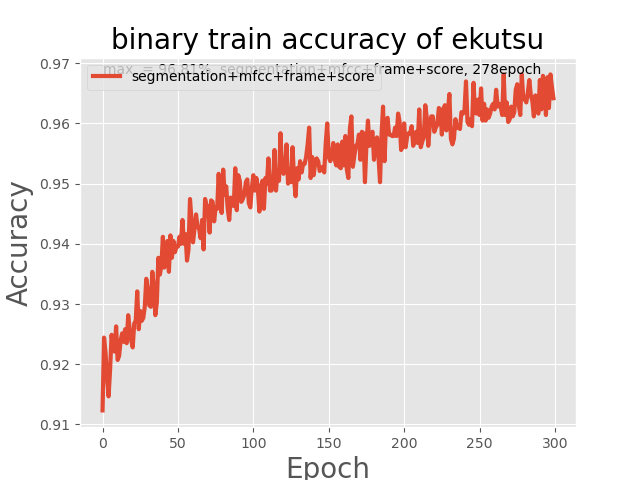 binary train accuracy of ekutsu
max = 96.81% segmentation+mfcc+frame+score, 278epoch
segmentation+mfcc+frame+score
0.97
0.96
0.95
0.94
0.93
0.92
0.91
Accuracy
0 50 100 150 200 250 300
Epoch